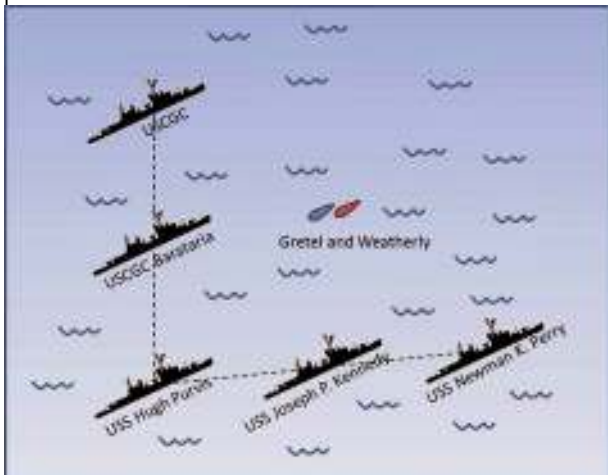 USCGC
Gretel and Weatherly
USCGC Barataria
USS Hugh Purvis
USS Joseph P. Kennedy
USS Newman K. Perry